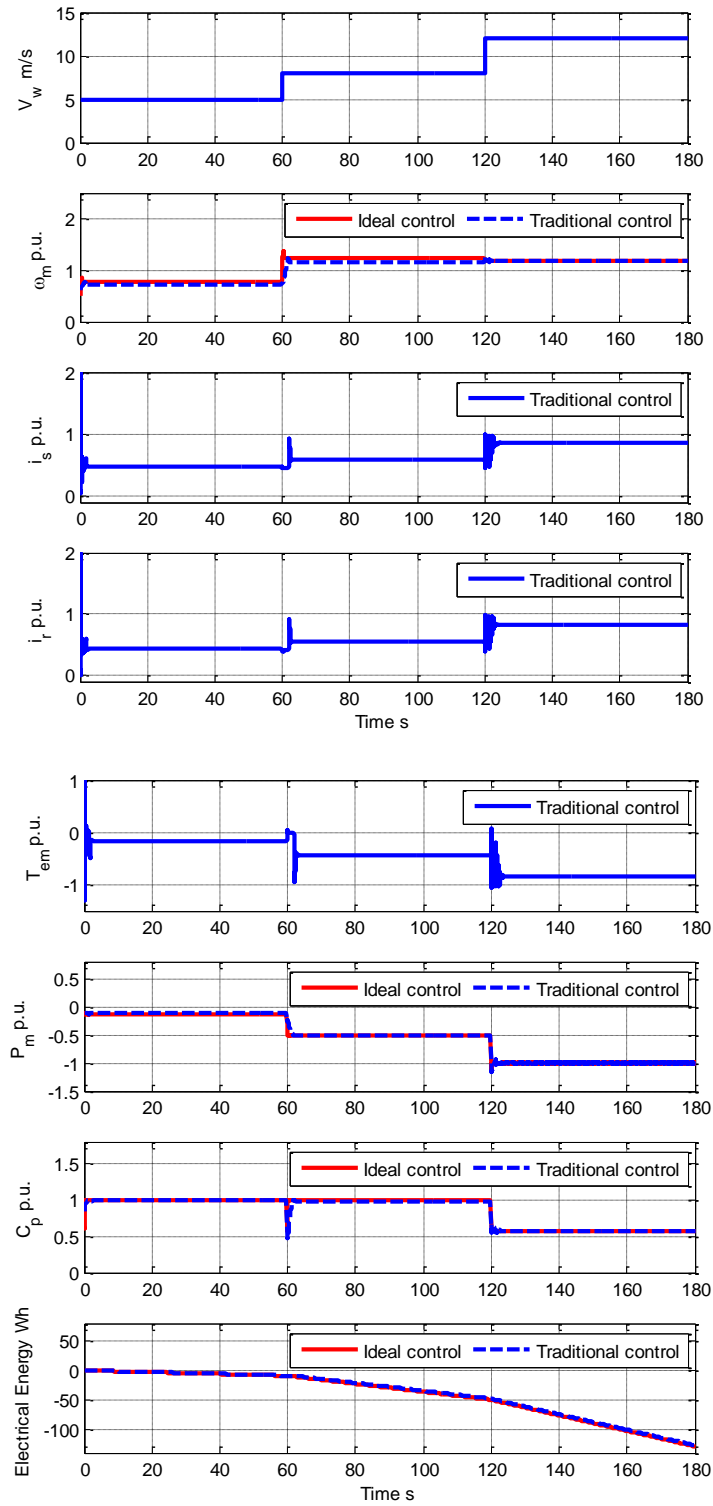 15
10
5
0
V_w m/s
0 20 40 60 80 100 120 140 160 180
2
1
0
ω_m p.u.
Ideal control Traditional control
0 20 40 60 80 100 120 140 160 180
2
1
0
i_s p.u.
Traditional control
0 20 40 60 80 100 120 140 160 180
2
1
0
i_r p.u.
Traditional control
0 20 40 60 80 100 120 140 160 180
Time s
1
0
-1
T_em p.u.
Traditional control
0 20 40 60 80 100 120 140 160 180
0.5
0
-0.5
-1
-1.5
P_m p.u.
Ideal control Traditional control
0 20 40 60 80 100 120 140 160 180
1.5
1
0.5
0
C_p p.u.
Ideal control Traditional control
0 20 40 60 80 100 120 140 160 180
50
0
-50
-100
Electrical Energy Wh
Ideal control Traditional control
0 20 40 60 80 100 120 140 160 180
Time s